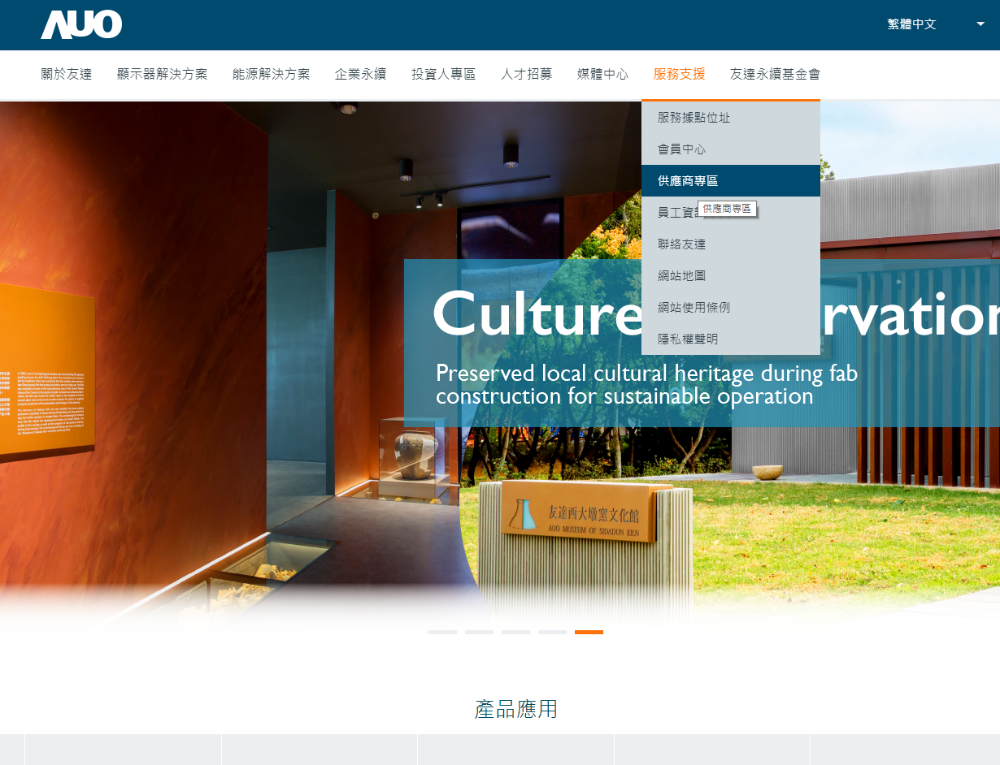 AUO
繁體中文
關於友達 顯示器解決方案 能源解決方案 企業永續 投資人專區 人才招募 媒體中心 服務支援 友達永續基金會
服務據點位址
會員中心
供應商專區
員工資
供應商專區
聯絡友達
網站地圖
網站使用條例
隱私權聲明
Culture rvation
Preserved local cultural heritage during fab
construction for sustainable operation
友達西大墩窯文化館
AUO MUSEUM OF SIDADUN KILN
產品應用